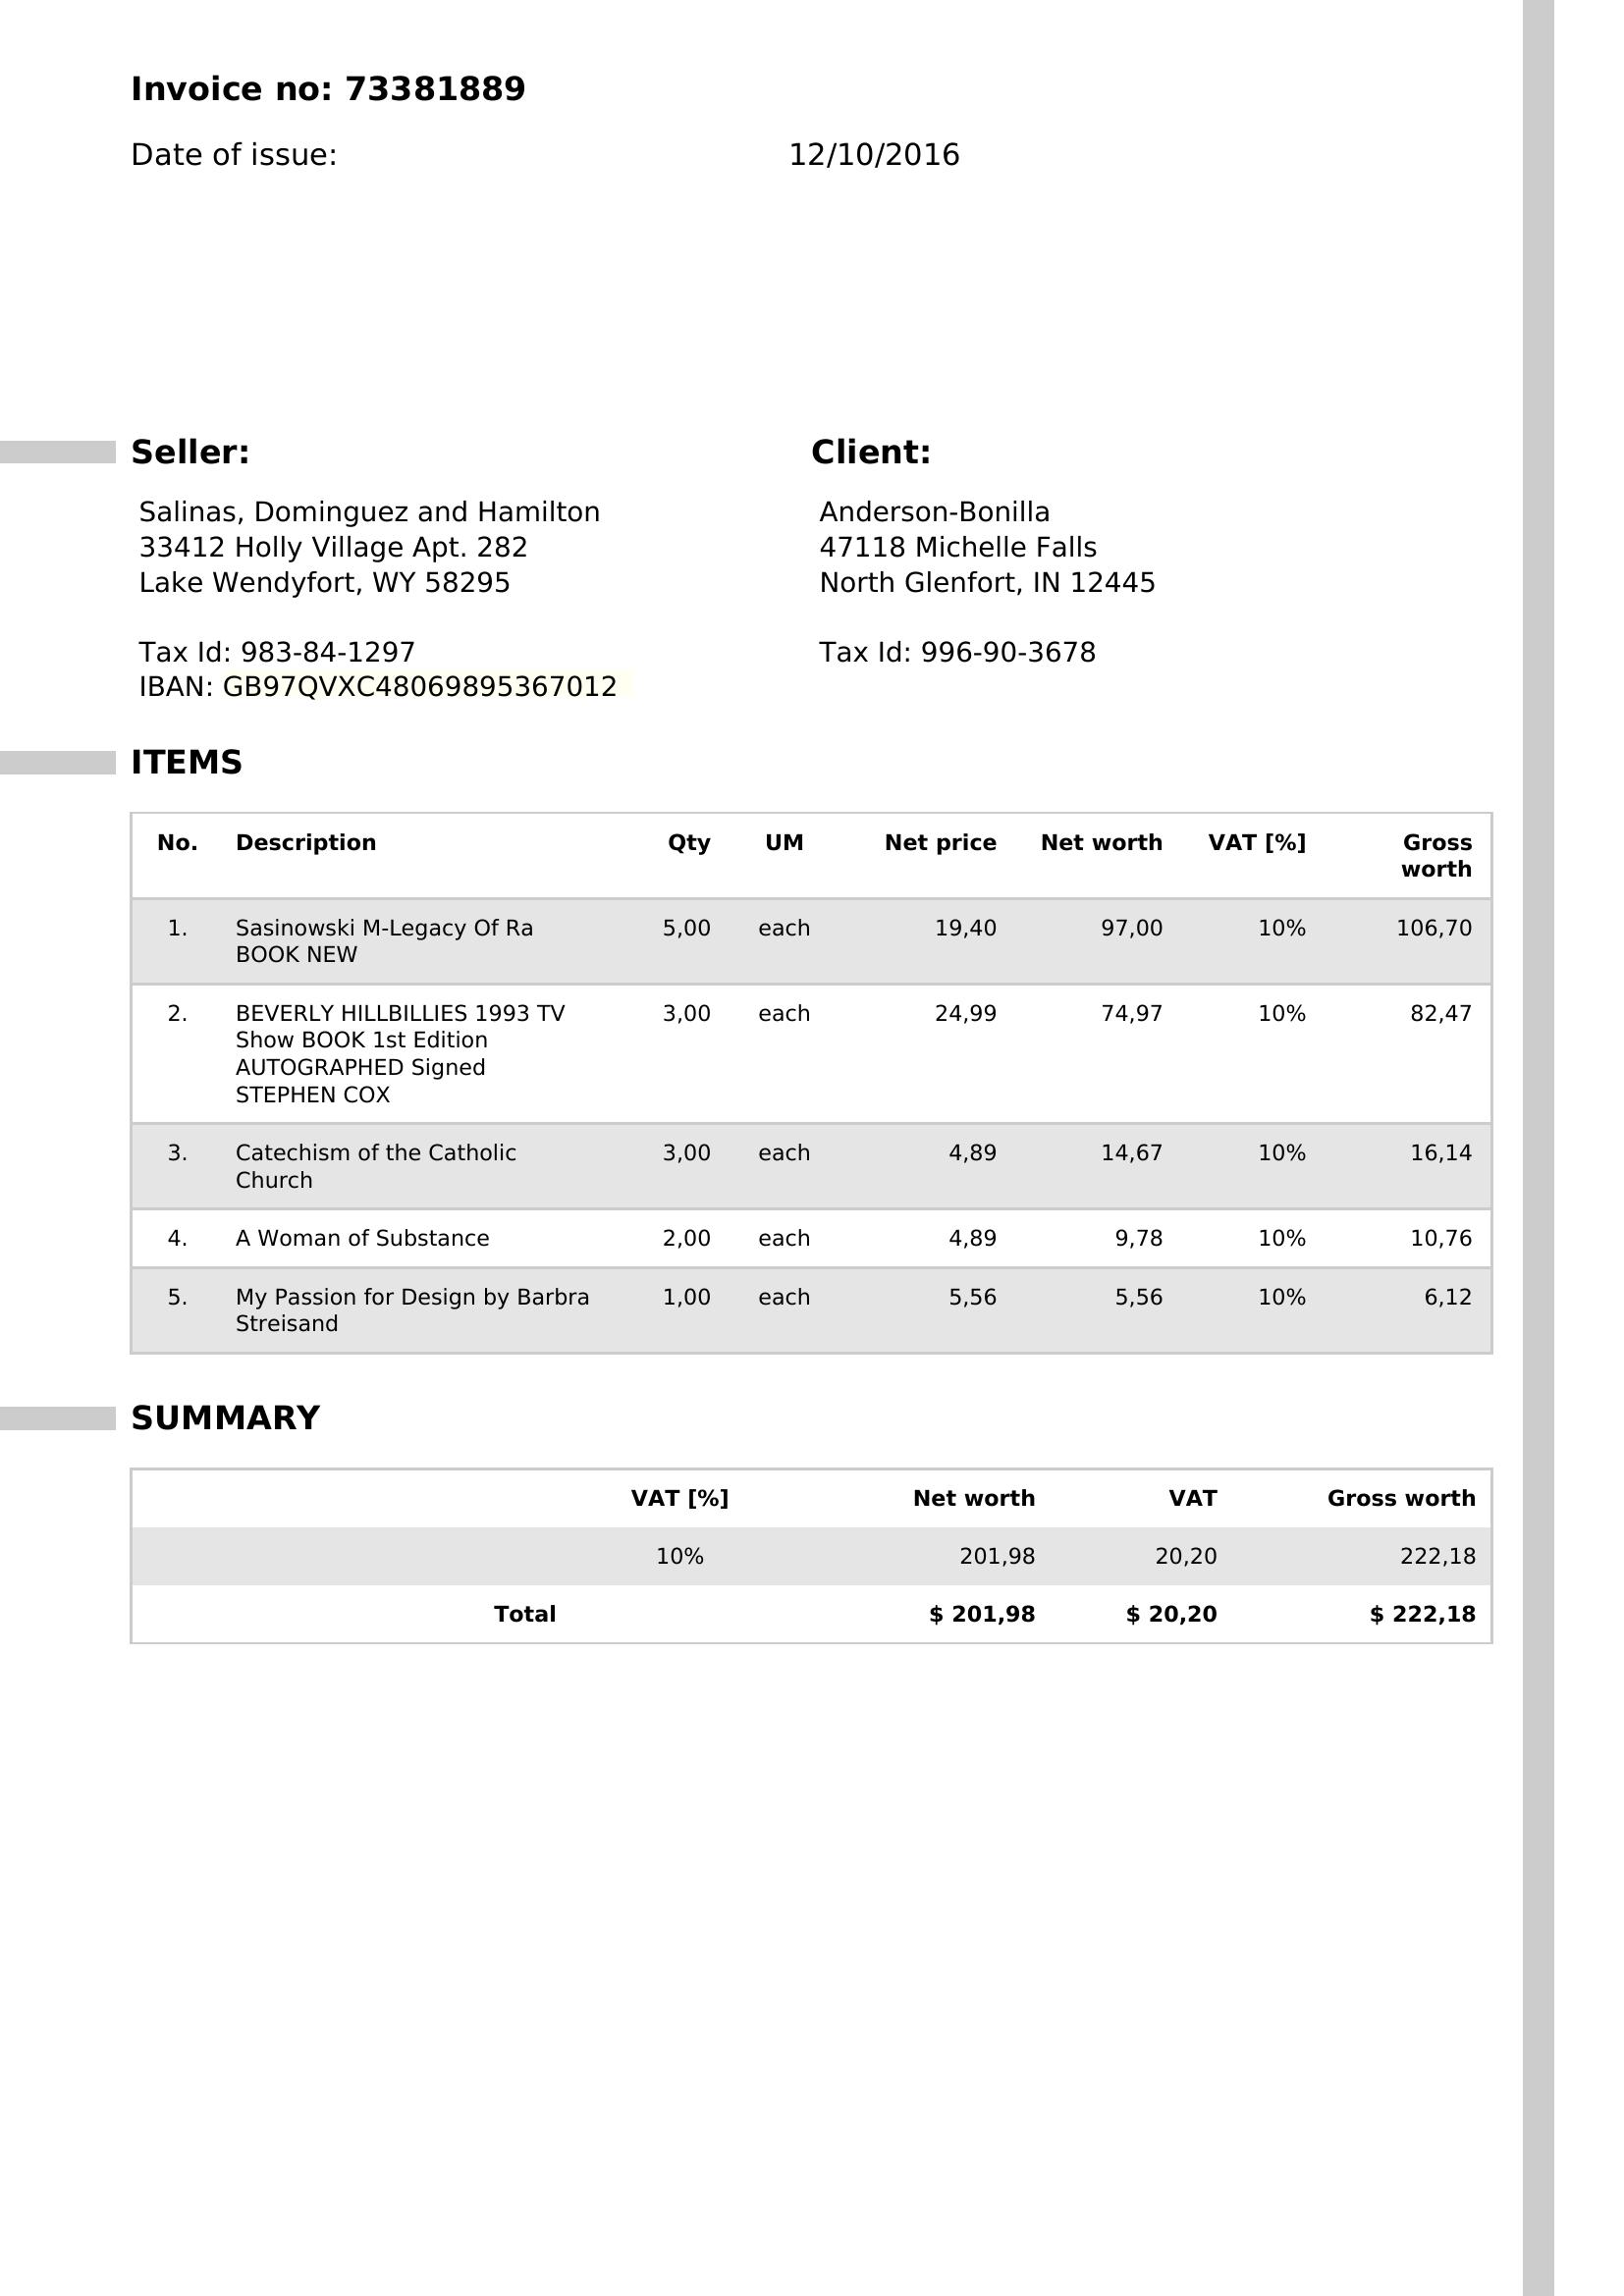 Invoice no: 73381889
Date of issue: 12/10/2016
Seller: Client:
Salinas, Dominguez and Hamilton Anderson-Bonilla
33412 Holly Village Apt. 282 47118 Michelle Falls
Lake Wendyfort, WY 58295 North Glenfort, IN 12445
Tax Id: 983-84-1297 Tax Id: 996-90-3678
IBAN: GB97QVXC48069895367012
ITEMS
No. Description Qty UM Net price Net worth VAT [%] Gross
worth
1. Sasinowski M-Legacy Of Ra 5,00 each 19,40 97,00 10% 106,70
BOOK NEW
2. BEVERLY HILLBILLIES 1993 TV 3,00 each 24,99 74,97 10% 82,47
Show BOOK 1st Edition
AUTOGRAPHED Signed
STEPHEN COX
3. Catechism of the Catholic 3,00 each 4,89 14,67 10% 16,14
Church
4. A Woman of Substance 2,00 each 4,89 9,78 10% 10,76
5. My Passion for Design by Barbra 1,00 each 5,56 5,56 10% 6,12
Streisand
SUMMARY
VAT [%] Net worth VAT Gross worth
10% 201,98 20,20 222,18
Total $ 201,98 $ 20,20 $ 222,18